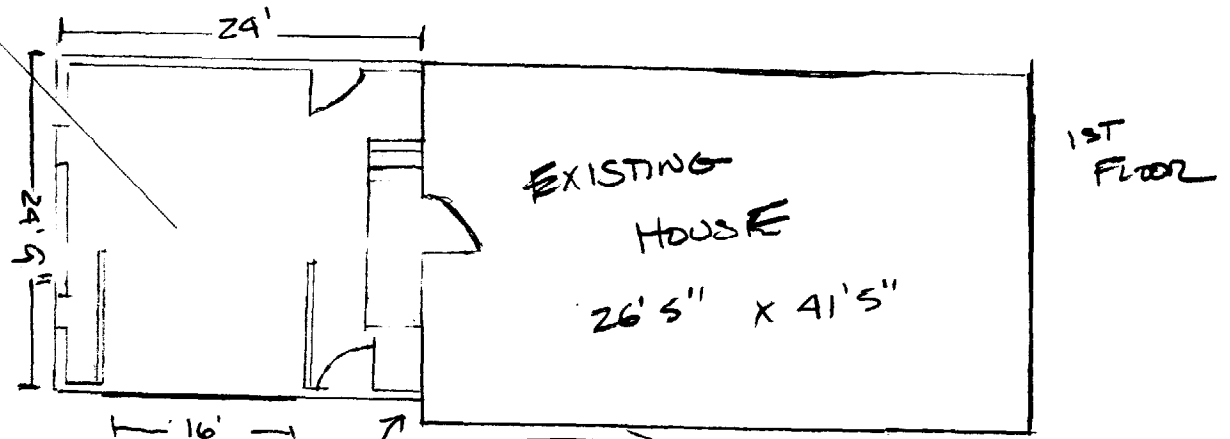 24'
1ST
FLOOR
EXISTING
HOUSE
24' 6"
26' 5" x 41' 5"
16'